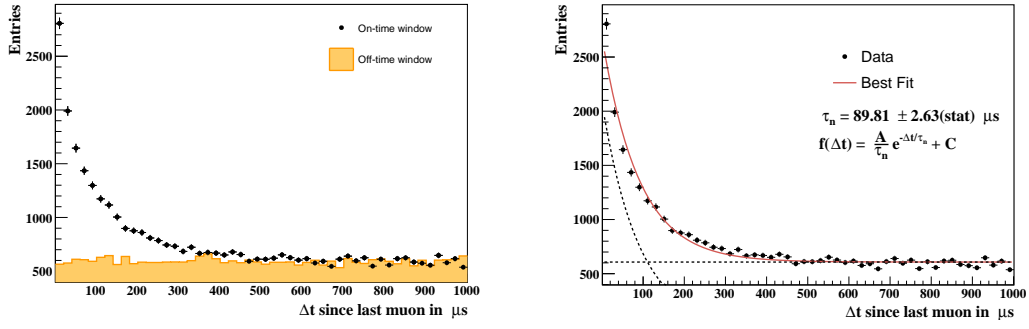 Entries
2500
2000
1500
1000
500
On-time window
Off-time window
100 200 300 400 500 600 700 800 900 1000
Δt since last muon in μs
Entries
2500
2000
1500
1000
500
Data
Best Fit
τn = 89.81 ± 2.63(stat) μs
f(Δt) = A/τn e^-Δt/τn + C
100 200 300 400 500 600 700 800 900 1000
Δt since last muon in μs